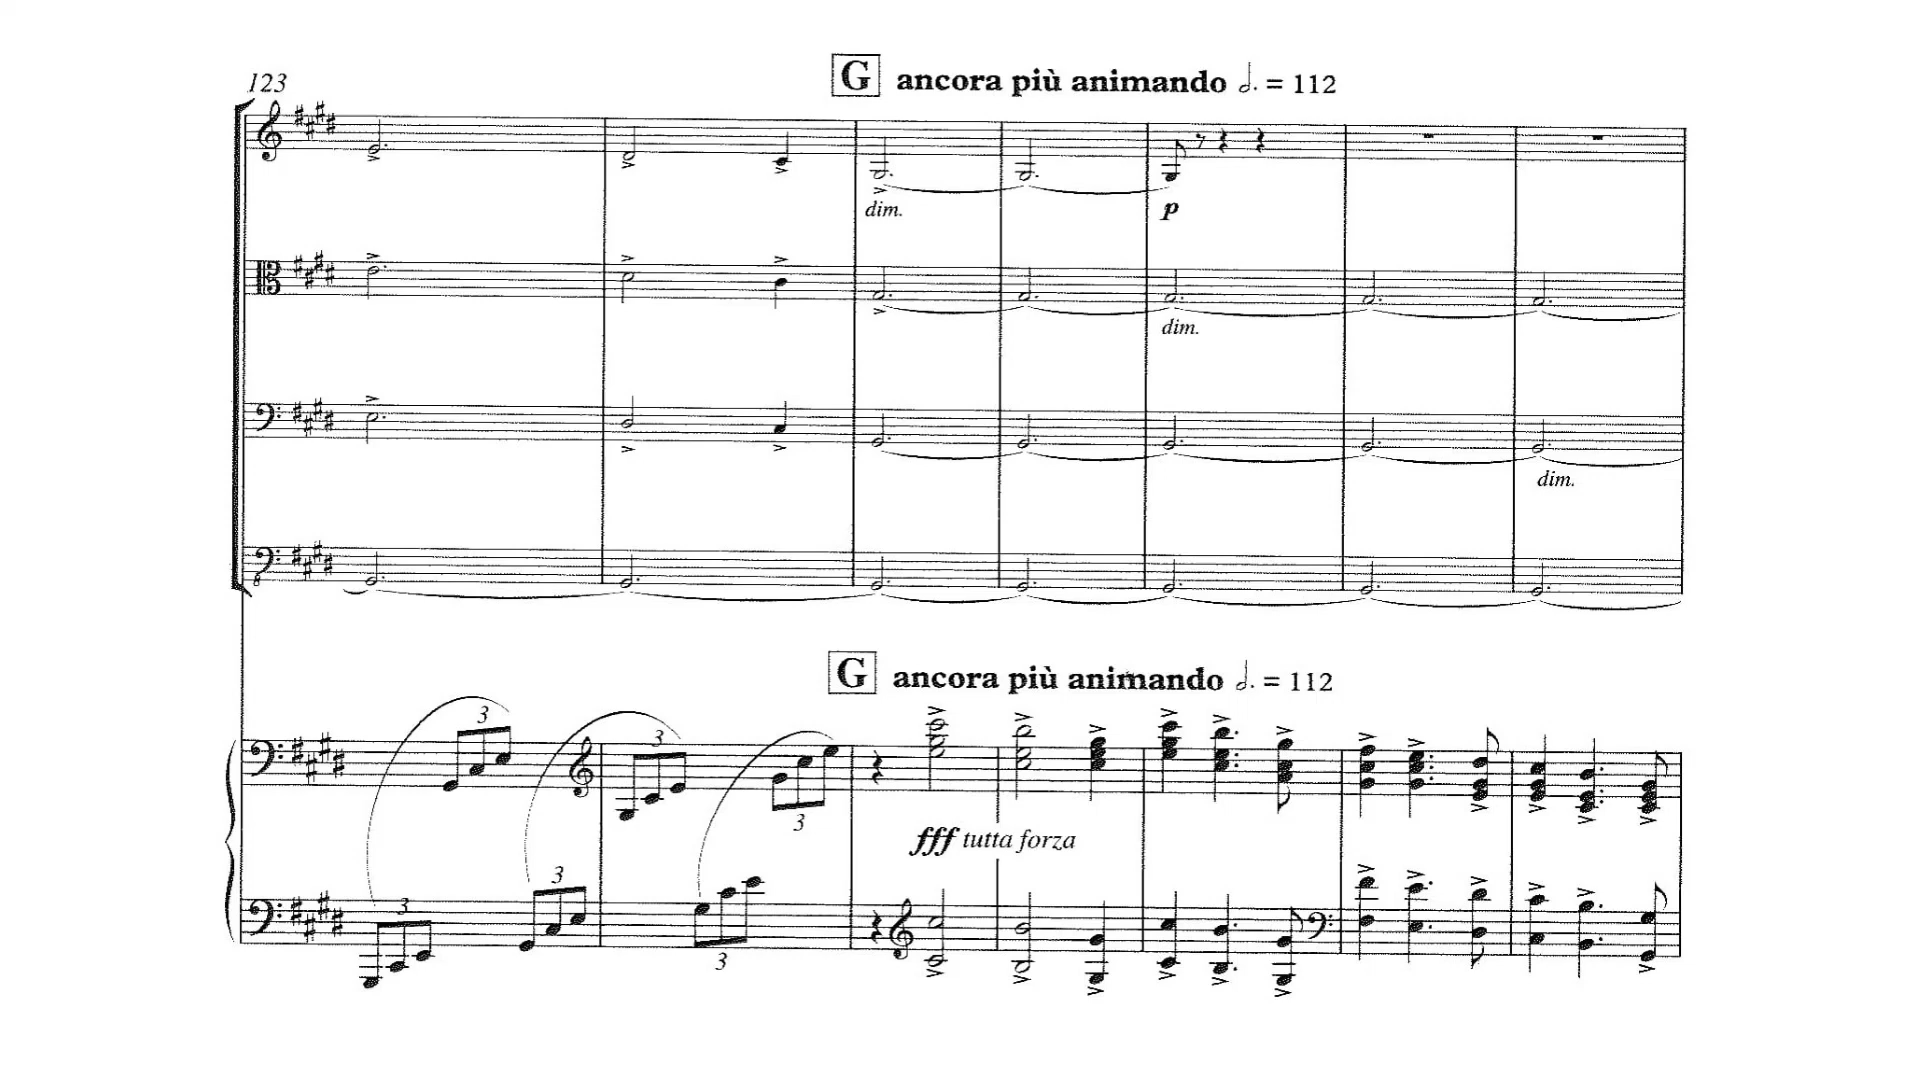 123
G ancora più animando 𝅗𝅥. = 112
dim.
p
dim.
dim.
8
G ancora più animando 𝅗𝅥. = 112
3
3
3
fff tutta forza
3
3
3